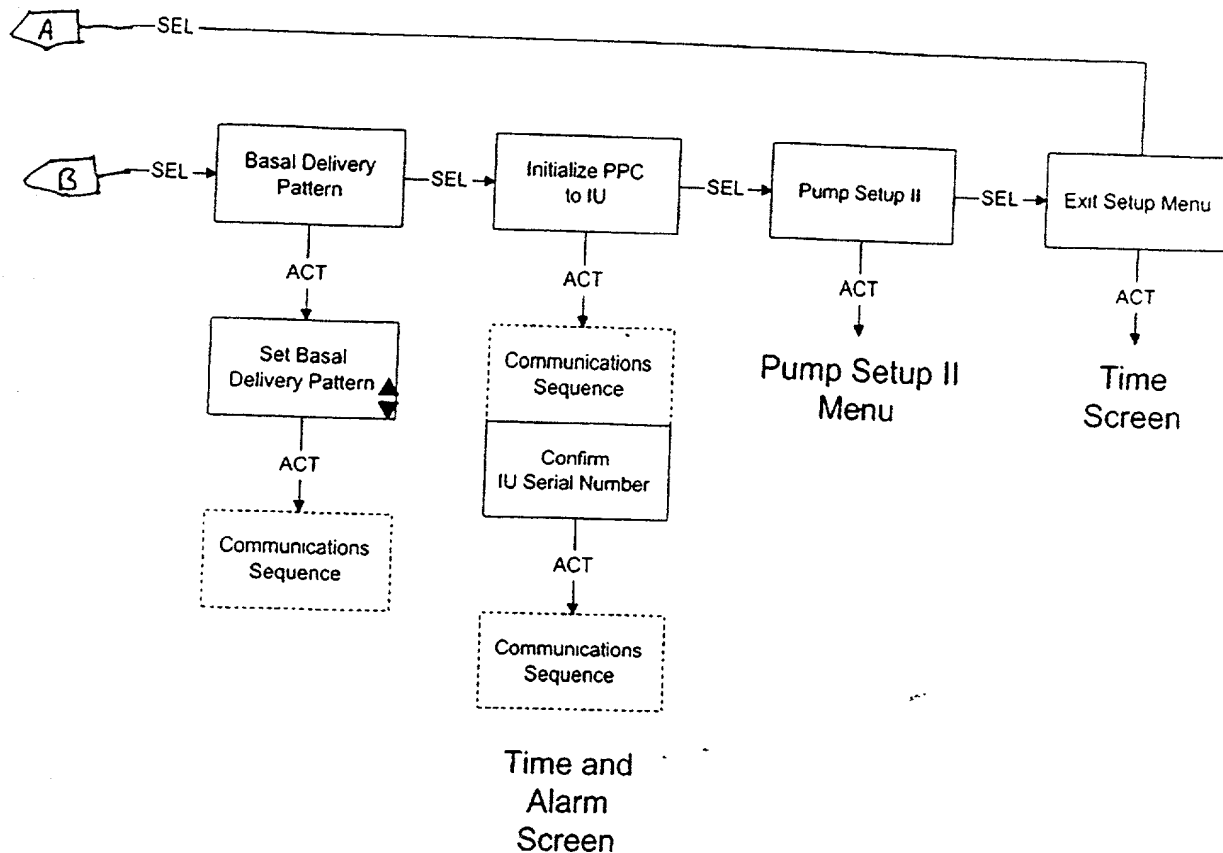 A
SEL
B
SEL
Basal Delivery
Pattern
SEL
Initialize PPC
to IU
SEL
Pump Setup II
SEL
Exit Setup Menu
ACT
ACT
ACT
ACT
Set Basal
Delivery Pattern
Communications
Sequence
Pump Setup II
Menu
Time
Screen
ACT
Confirm
IU Serial Number
Communications
Sequence
ACT
Communications
Sequence
Time and
Alarm
Screen